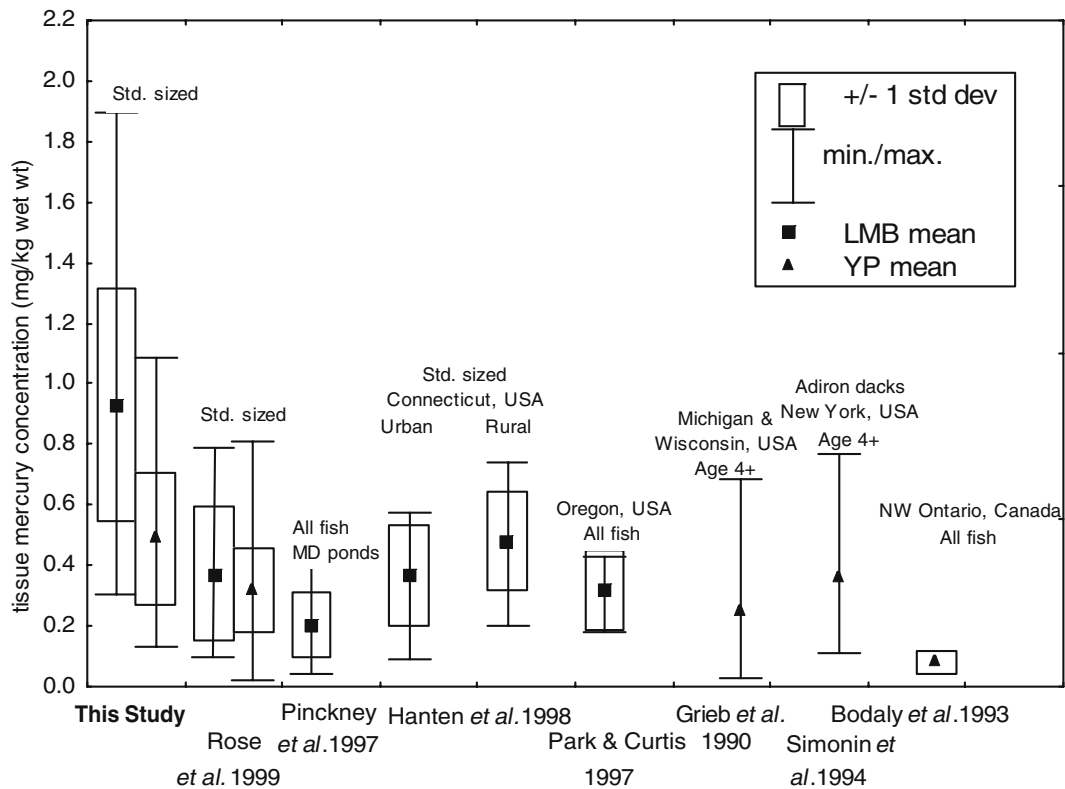 tissue mercury concentration (mg/kg wet wt)
2.2
2.0
1.8
1.6
1.4
1.2
1.0
0.8
0.6
0.4
0.2
0.0
Std. sized
Std. sized
All fish
MD ponds
Std. sized
Connecticut, USA
Urban Rural
Oregon, USA
All fish
Michigan &
Wisconsin, USA
Age 4+
Adiron dacks
New York, USA
Age 4+
NW Ontario, Canada
All fish
+/- 1 std dev
min./max.
LMB mean
YP mean
This Study
Rose
et al. 1999
Pinckney
et al. 1997
Hanten et al. 1998
Park & Curtis
1997
Grieb et al.
1990
Simonin et
al. 1994
Bodaly et al. 1993